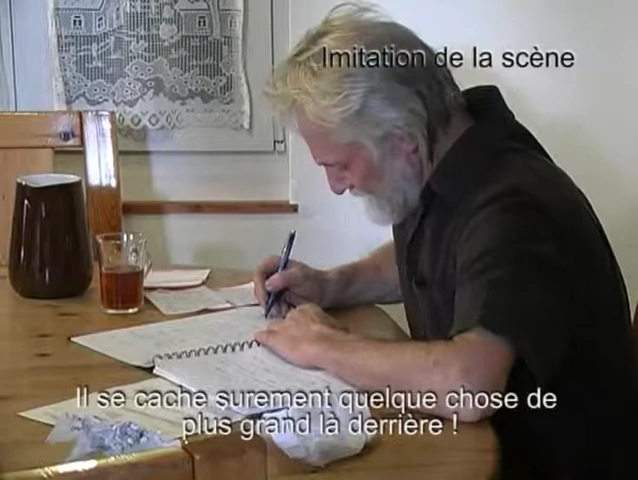 Imitation de la scène
Il se cache surement quelque chose de
plus grand là derrière !